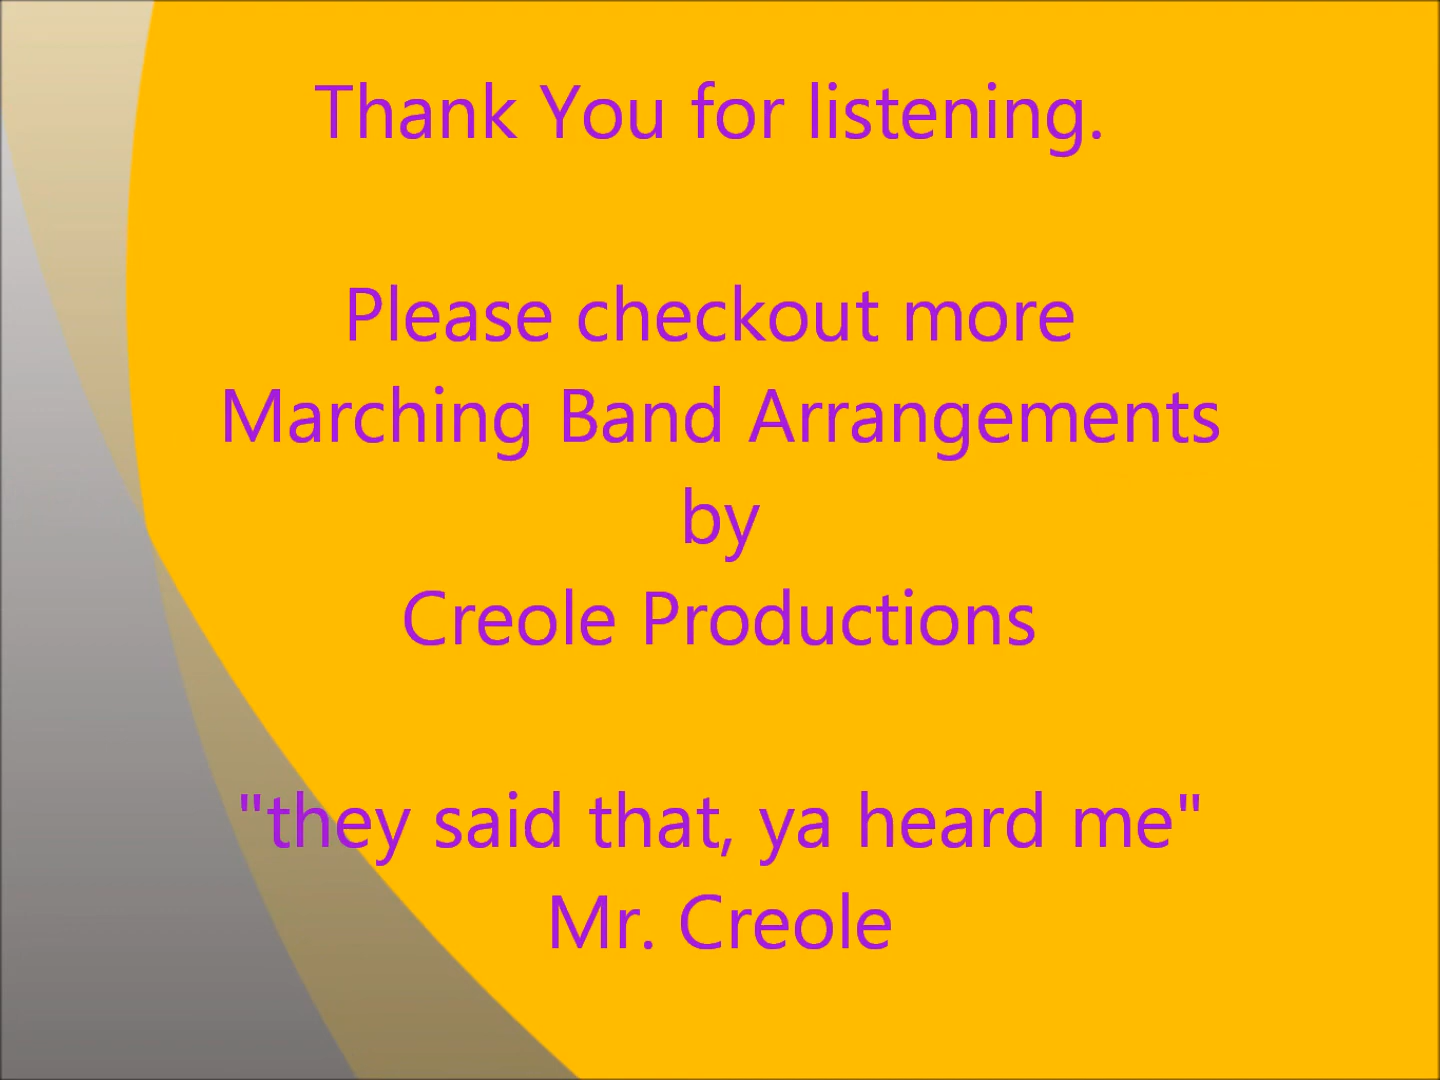 Thank You for listening.
Please checkout more
Marching Band Arrangements
by
Creole Productions
"they said that, ya heard me"
Mr. Creole